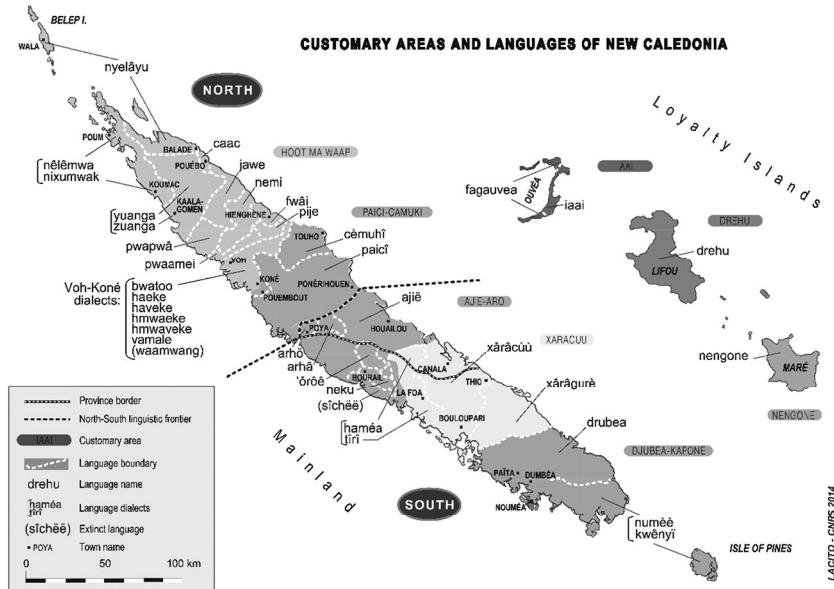 BELEP I.
WALA
CUSTOMARY AREAS AND LANGUAGES OF NEW CALEDONIA
nyelâyu
NORTH
Loyalty Islands
POUM
BALADE
caac
POUÉBO
HOOT MA WAAP
jawe
nêlêmwa
nixumwak
nemi
AAI
KOUMAC
fagauvea
OUVÉA
iaai
KAALA-
GOMEN
HIENGHÈNE
fwâi
pije
PAICI-CAMUKI
yuanga
zuanga
DREHU
TOUHO
cèmuhî
drehu
pwapwâ
paicî
pwaamei
VOH
LIFOU
Voh-Koné
dialects:
bwatoo
haeke
haveke
hmwaeke
hmwaveke
vamale
(waamwang)
KONÉ
PONÉRIHOUEN
POUEMBOUT
ajië
AJIE-ARO
POYA
HOUAÏLOU
XARACUU
xârâcùù
arhö
arhâ
'ôrôê
CANALA
nengone
MARÉ
THIO
xârâgurè
BOURAIL
neku
(sîchëë)
LA FOA
NENGONE
BOULOUPARI
drubea
haméa
tîrî
Mainland
DJUBEA-KAPONE
PAÏTA
DUMBÉA
SOUTH
NOUMÉA
numèè
kwênyï
ISLE OF PINES
Province border
North-South linguistic frontier
IAAI
Customary area
Language boundary
drehu
Language name
haméa
tîrî
Language dialects
(sîchëë)
Extinct language
POYA
Town name
0 50 100 km
LACITO - CNRS 2014